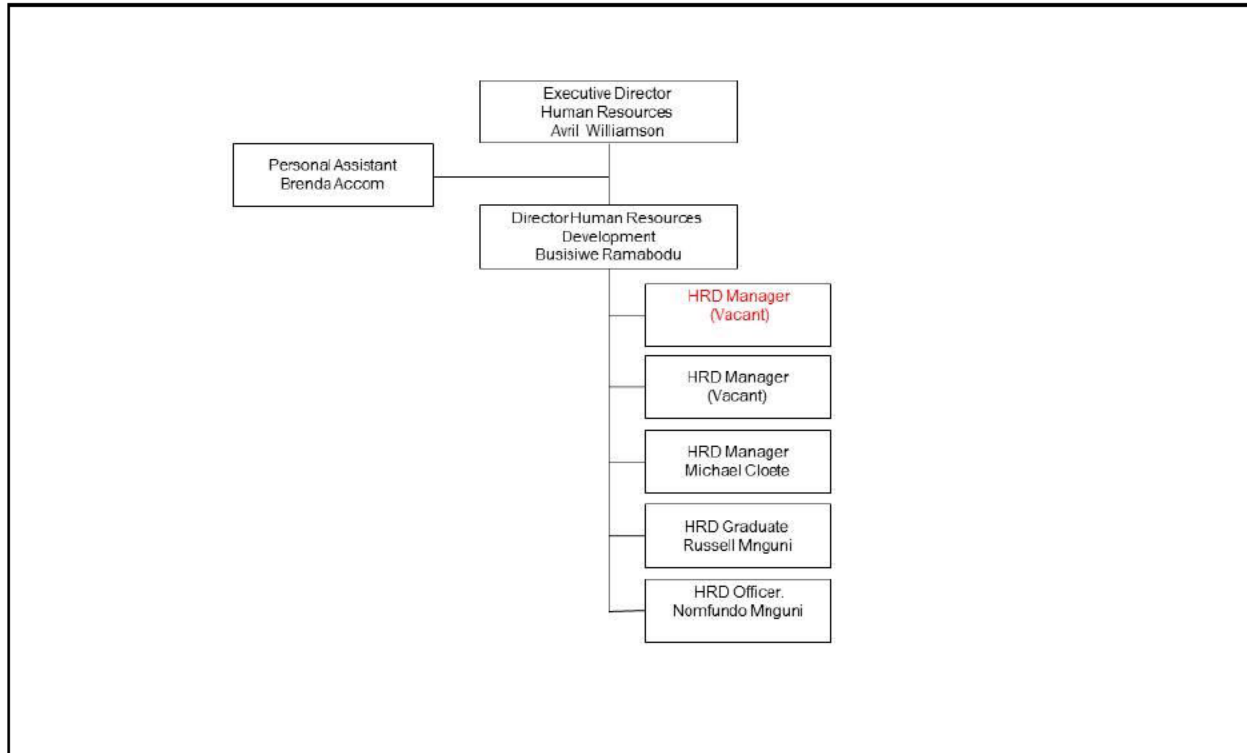 Executive Director
Human Resources
Avril Williamson
Personal Assistant
Brenda Accom
Director Human Resources
Development
Busisiwe Ramabodu
HRD Manager
(Vacant)
HRD Manager
(Vacant)
HRD Manager
Michael Cloete
HRD Graduate
Russell Mnguni
HRD Officer.
Nomfundo Mnguni